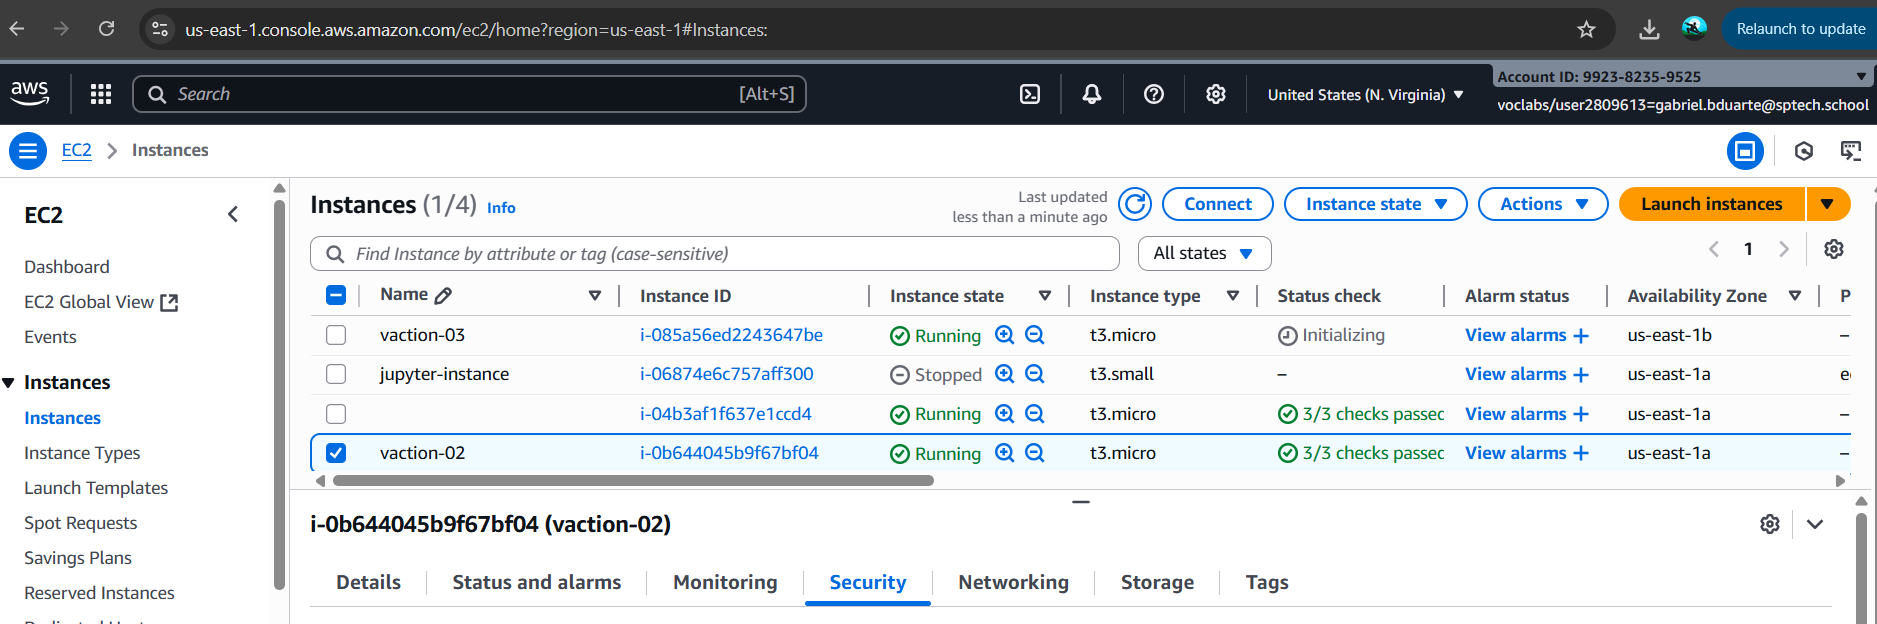 us-east-1.console.aws.amazon.com/ec2/home?region=us-east-1#Instances:
Relaunch to update
aws
Search
[Alt+S]
United States (N. Virginia)
Account ID: 9923-8235-9525
voclabs/user2809613=gabriel.bduarte@sptech.school
EC2
Instances
EC2
Dashboard
EC2 Global View
Events
Instances
Instances
Instance Types
Launch Templates
Spot Requests
Savings Plans
Reserved Instances
Instances (1/4) Info
Last updated
less than a minute ago
Connect
Instance state
Actions
Launch instances
Find Instance by attribute or tag (case-sensitive)
All states
1
Name Instance ID Instance state Instance type Status check Alarm status Availability Zone P
vaction-03 i-085a56ed2243647be Running t3.micro Initializing View alarms + us-east-1b –
jupyter-instance i-06874e6c757aff300 Stopped t3.small – View alarms + us-east-1a
i-04b3af1f637e1ccd4 Running t3.micro 3/3 checks passec View alarms + us-east-1a –
vaction-02 i-0b644045b9f67bf04 Running t3.micro 3/3 checks passec View alarms + us-east-1a –
i-0b644045b9f67bf04 (vaction-02)
Details
Status and alarms
Monitoring
Security
Networking
Storage
Tags